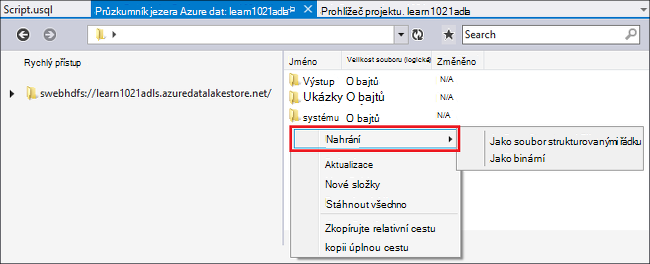 Script.usql Průzkumník jezera Azure dat: learn1021adls Prohlížeč projektu. learn1021adla
Search
Rychlý přístup
swebhdfs://learn1021adls.azuredatalakestore.net/
Jméno Velikost souboru (logické) Změněno
Výstup O bajtů N/A
Ukázky O bajtů N/A
systému O bajtů N/A
Nahrání
Jako soubor strukturovanými řádku
Jako binární
Aktualizace
Nové složky
Stáhnout všechno
Zkopírujte relativní cestu
kopii úplnou cestu